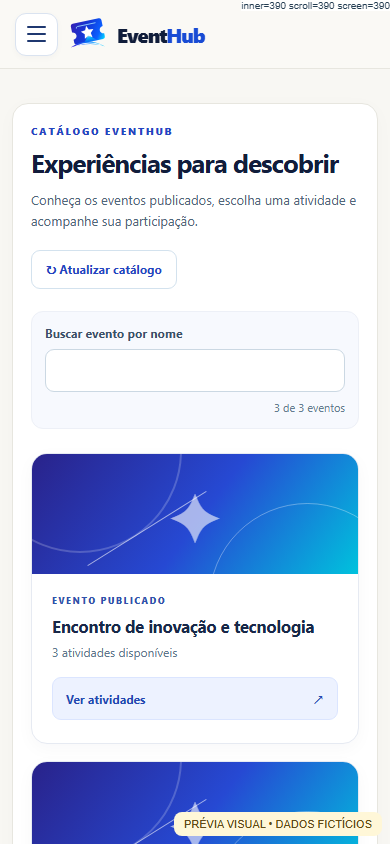 inner=390 scroll=390 screen=390
EventHub
CATÁLOGO EVENTHUB
Experiências para descobrir
Conheça os eventos publicados, escolha uma atividade e
acompanhe sua participação.
↻ Atualizar catálogo
Buscar evento por nome
3 de 3 eventos
EVENTO PUBLICADO
Encontro de inovação e tecnologia
3 atividades disponíveis
Ver atividades ↗
PRÉVIA VISUAL • DADOS FICTÍCIOS